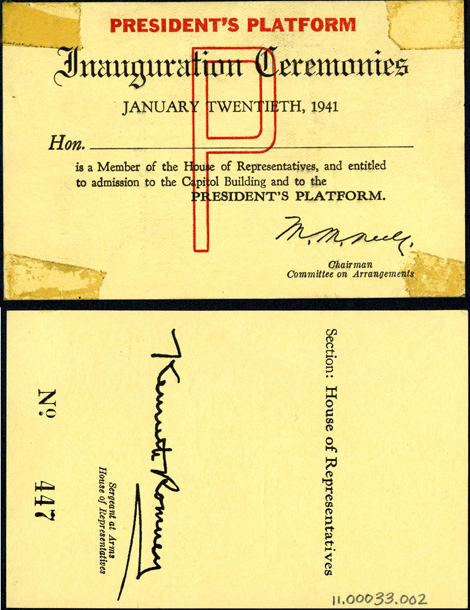 PRESIDENT'S PLATFORM
Inauguration Ceremonies
JANUARY TWENTIETH, 1941
P
Hon.
is a Member of the House of Representatives, and entitled
to admission to the Capitol Building and to the
PRESIDENT'S PLATFORM.
M. M. Neely.
Chairman
Committee on Arrangements
Section: House of Representatives
Kenneth Romney
Sergeant at Arms
House of Representatives
No. 447
11.00033.002